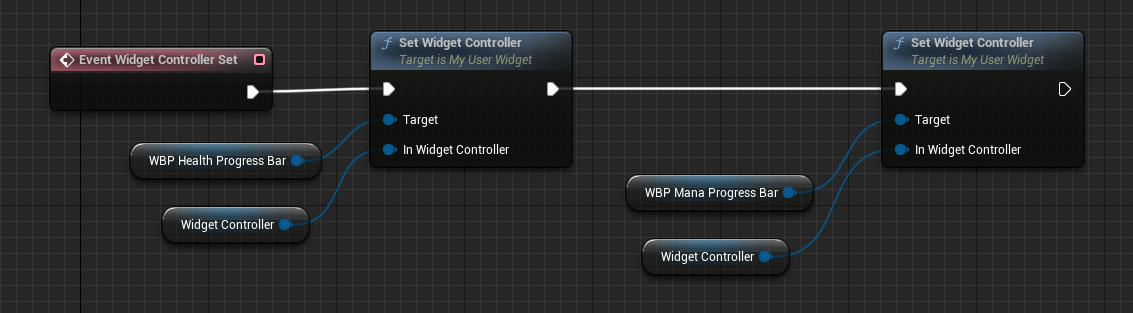 Event Widget Controller Set
f Set Widget Controller
Target is My User Widget
Target
In Widget Controller
WBP Health Progress Bar
Widget Controller
f Set Widget Controller
Target is My User Widget
Target
In Widget Controller
WBP Mana Progress Bar
Widget Controller